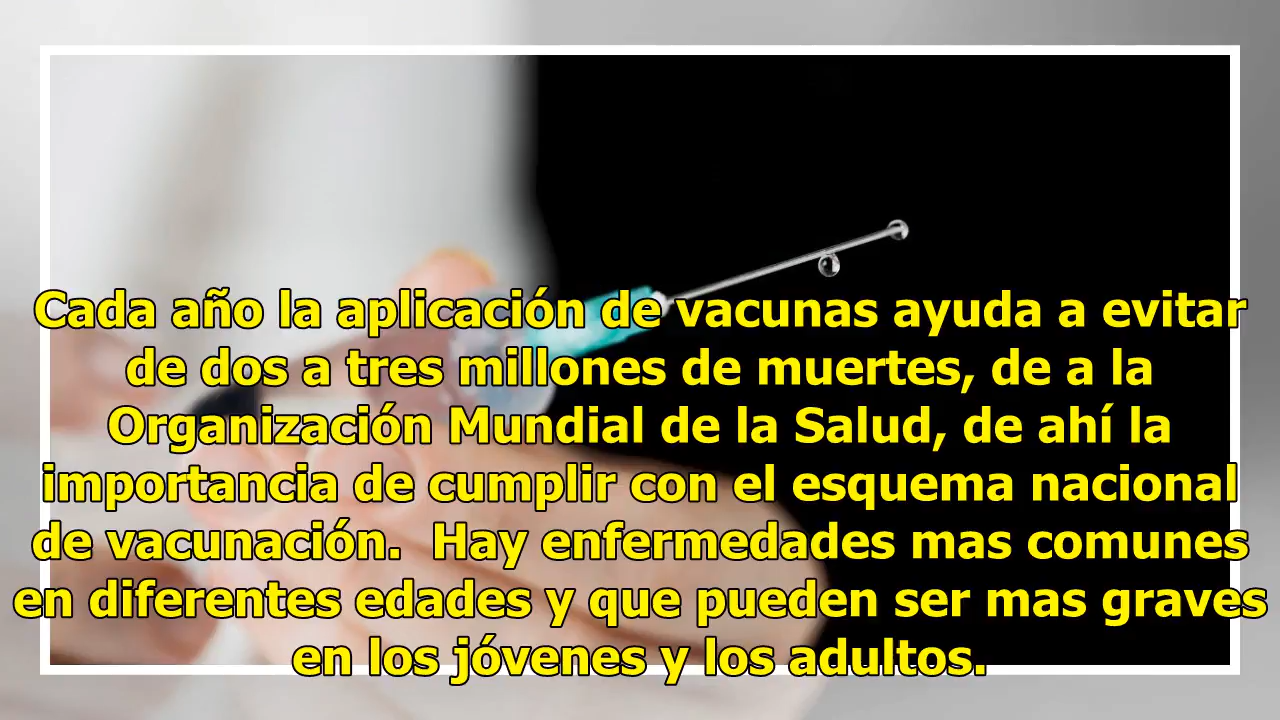 Cada año la aplicación de vacunas ayuda a evitar
de dos a tres millones de muertes, de a la
Organización Mundial de la Salud, de ahí la
importancia de cumplir con el esquema nacional
de vacunación.  Hay enfermedades mas comunes
en diferentes edades y que pueden ser mas graves
en los jóvenes y los adultos.